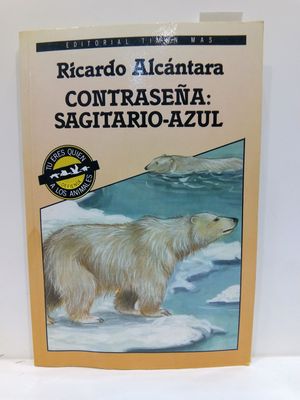 EDITORIAL TIMUN MAS
Ricardo Alcántara
CONTRASEÑA:
SAGITARIO-AZUL
TU ERES QUIEN
A LOS ANIMALES